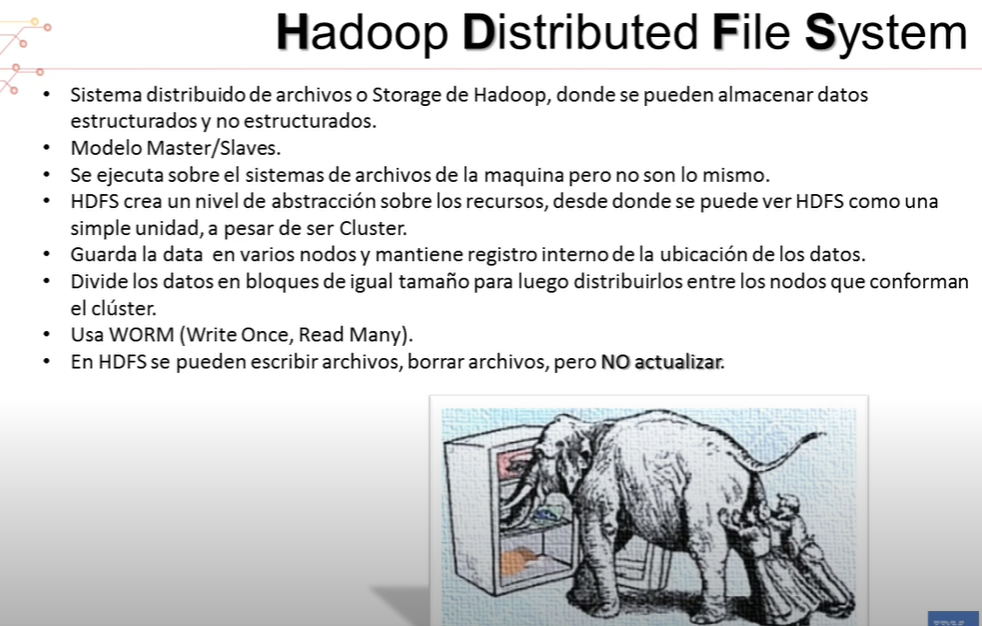 Hadoop Distributed File System
• Sistema distribuido de archivos o Storage de Hadoop, donde se pueden almacenar datos
estructurados y no estructurados.
• Modelo Master/Slaves.
• Se ejecuta sobre el sistemas de archivos de la maquina pero no son lo mismo.
• HDFS crea un nivel de abstracción sobre los recursos, desde donde se puede ver HDFS como una
simple unidad, a pesar de ser Cluster.
• Guarda la data en varios nodos y mantiene registro interno de la ubicación de los datos.
• Divide los datos en bloques de igual tamaño para luego distribuirlos entre los nodos que conforman
el clúster.
• Usa WORM (Write Once, Read Many).
• En HDFS se pueden escribir archivos, borrar archivos, pero NO actualizar.